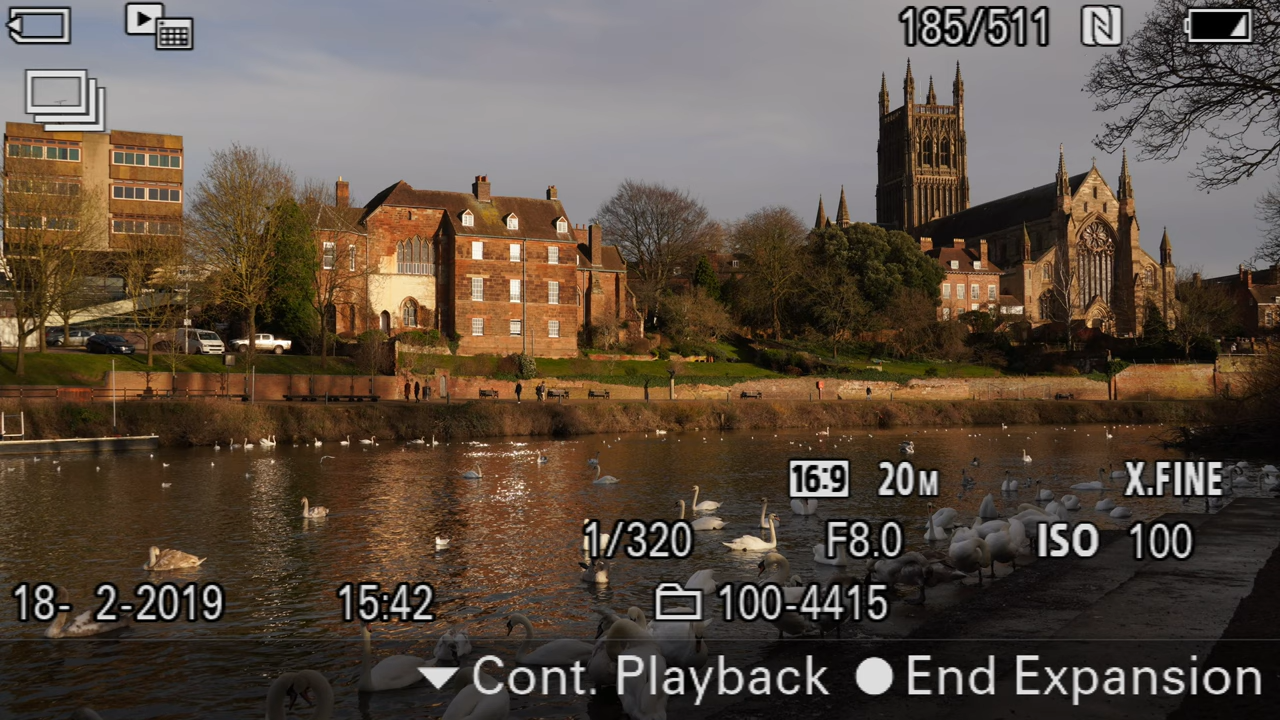 185/511 N
16:9 20M X.FINE
1/320 F8.0 ISO 100
18- 2-2019 15:42 100-4415
Cont. Playback End Expansion